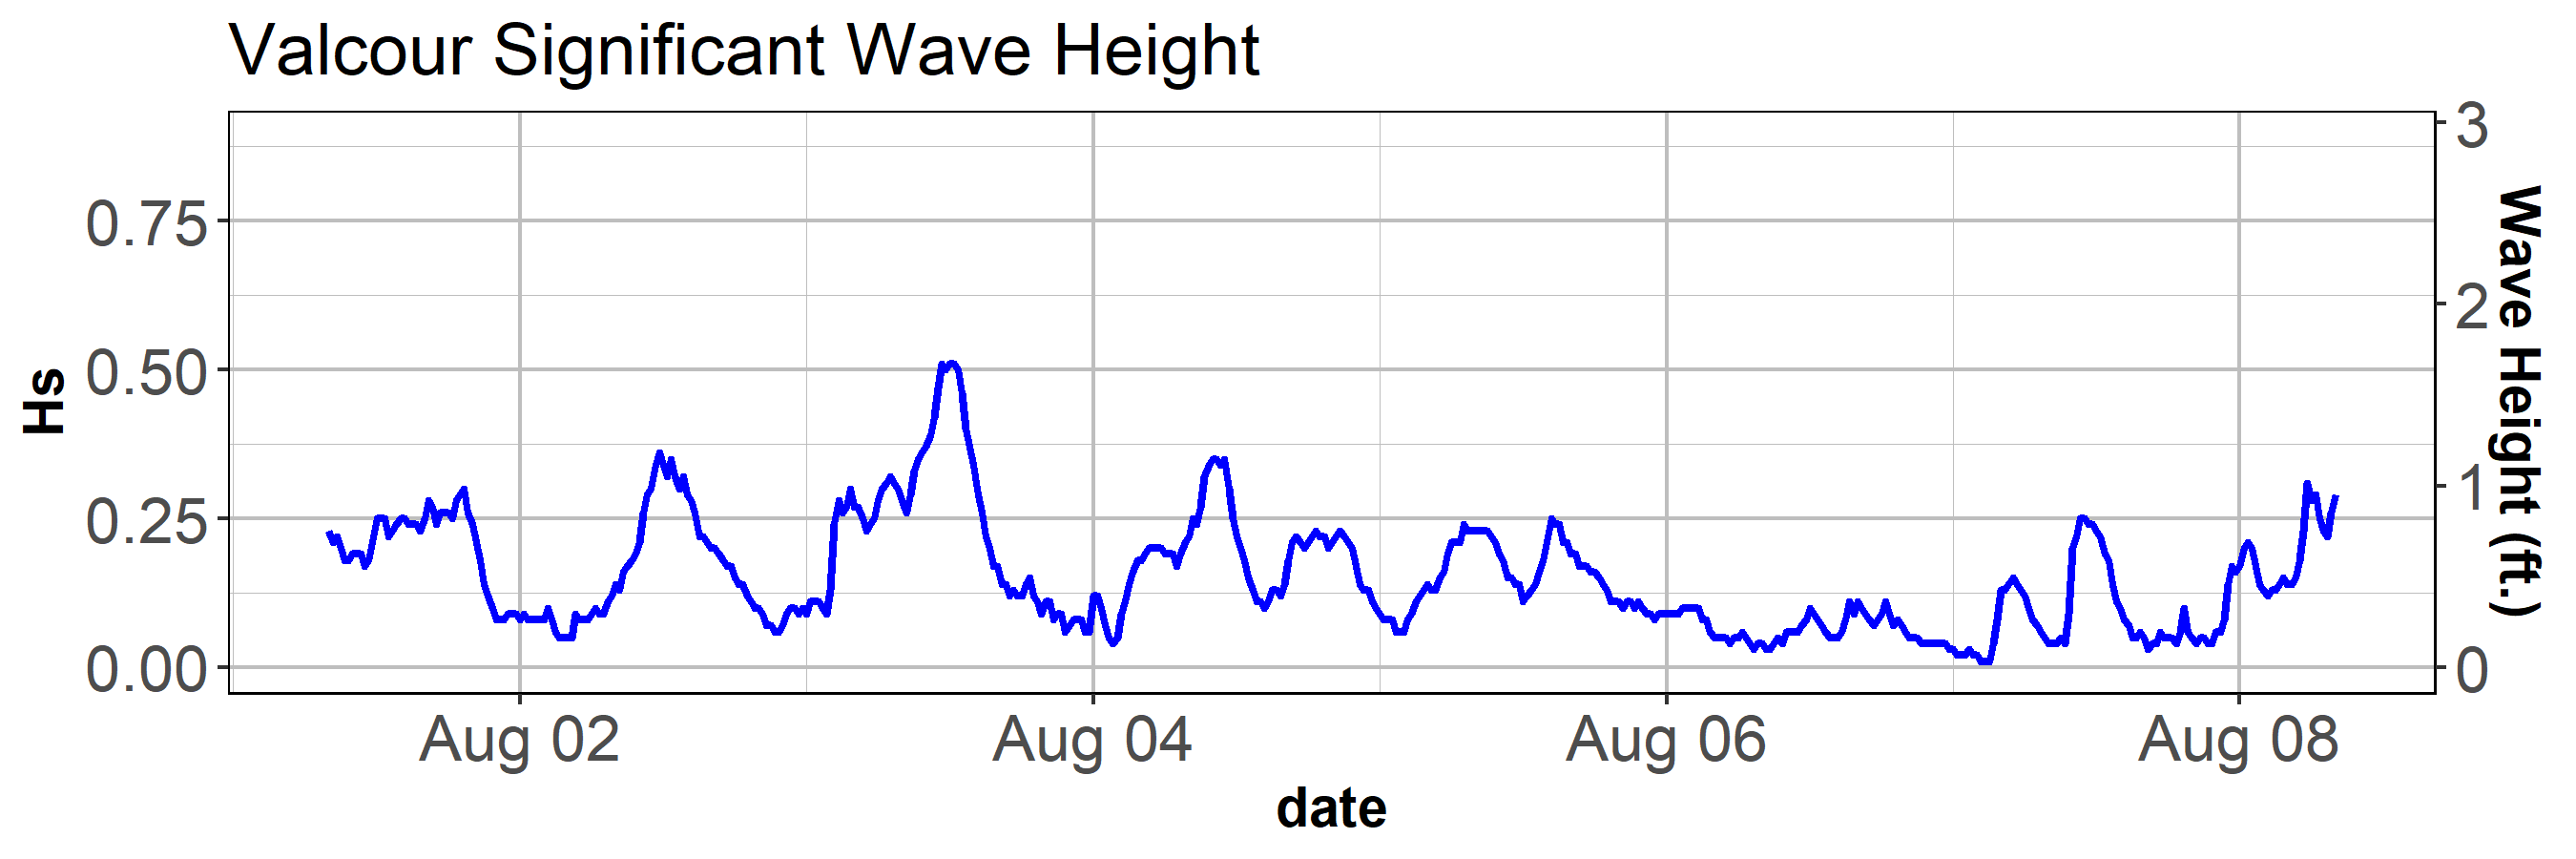 Valcour Significant Wave Height
Hs
0.75
0.50
0.25
0.00
3
2
1
0
Wave Height (ft.)
Aug 02
Aug 04
Aug 06
Aug 08
date